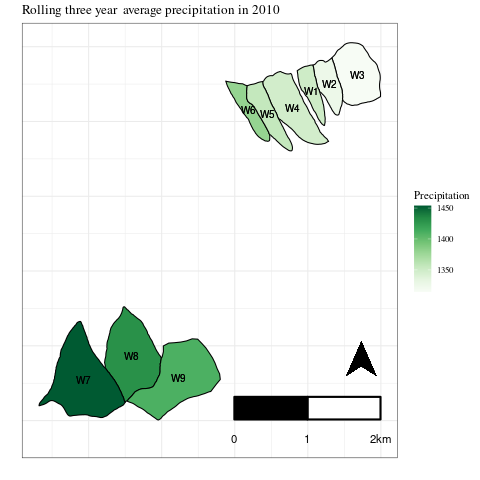 Rolling three year average precipitation in 2010
W3
W2
W1
W4
W6
W5
Precipitation
1450
1400
1350
W8
W7
W9
0 1 2km